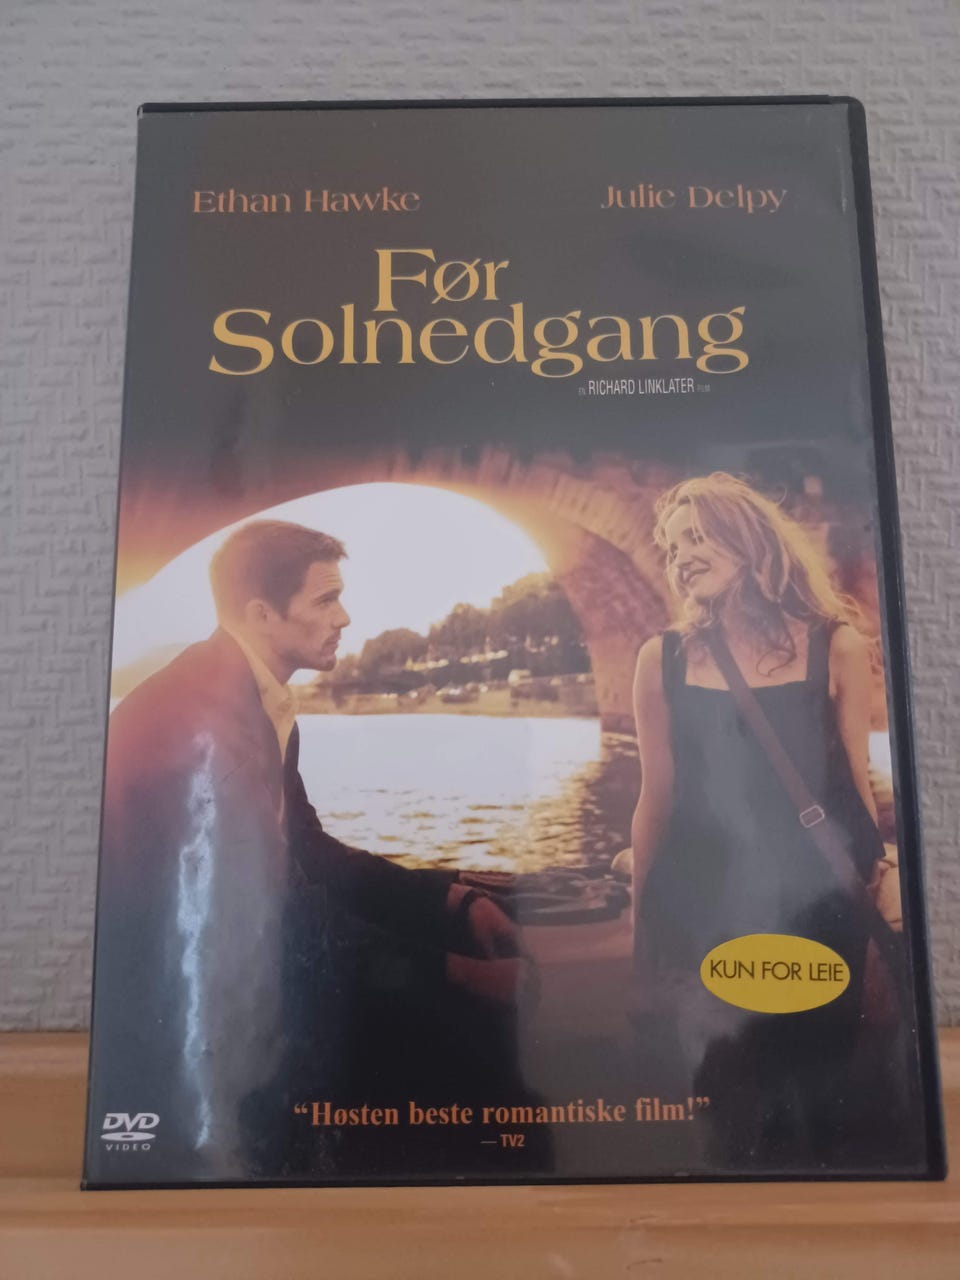 Ethan Hawke
Julie Delpy
Før
Solnedgang
EN RICHARD LINKLATER FILM
KUN FOR LEIE
“Høsten beste romantiske film!”
— TV2
DVD
VIDEO